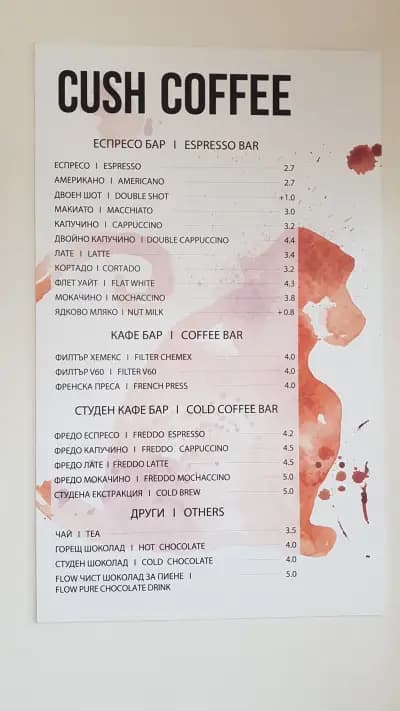 CUSH COFFEE
ЕСПРЕСО БАР I ESPRESSO BAR
ЕСПРЕСО I ESPRESSO 2.7
АМЕРИКАНО I AMERICANO 2.7
ДВОЕН ШОТ I DOUBLE SHOT +1.0
МАКИАТО I MACCHIATO 3.0
КАПУЧИНО I CAPPUCCINO 3.2
ДВОЙНО КАПУЧИНО I DOUBLE CAPPUCCINO 4.4
ЛАТЕ I LATTE 3.4
КОРТАДО I CORTADO 3.2
ФЛЕТ УАЙТ I FLAT WHITE 4.3
МОКАЧИНО I MOCHACCINO 3.8
ЯДКОВО МЛЯКО I NUT MILK +0.8
КАФЕ БАР I COFFEE BAR
ФИЛТЪР ХЕМЕКС I FILTER CHEMEX 4.0
ФИЛТЪР V60 I FILTER V60 4.0
ФРЕНСКА ПРЕСА I FRENCH PRESS 4.0
СТУДЕН КАФЕ БАР I COLD COFFEE BAR
ФРЕДО ЕСПРЕСО I FREDDO ESPRESSO 4.2
ФРЕДО КАПУЧИНО I FREDDO CAPPUCCINO 4.5
ФРЕДО ЛАТЕ I FREDDO LATTE 4.5
ФРЕДО МОКАЧИНО I FREDDO MOCHACCINO 5.0
СТУДЕНА ЕКСТРАКЦИЯ I COLD BREW 5.0
ДРУГИ I OTHERS
ЧАЙ I TEA 3.5
ГОРЕЩ ШОКОЛАД I HOT CHOCOLATE 4.0
СТУДЕН ШОКОЛАД I COLD CHOCOLATE 4.0
FLOW ЧИСТ ШОКОЛАД ЗА ПИЕНЕ I 5.0
FLOW PURE CHOCOLATE DRINK